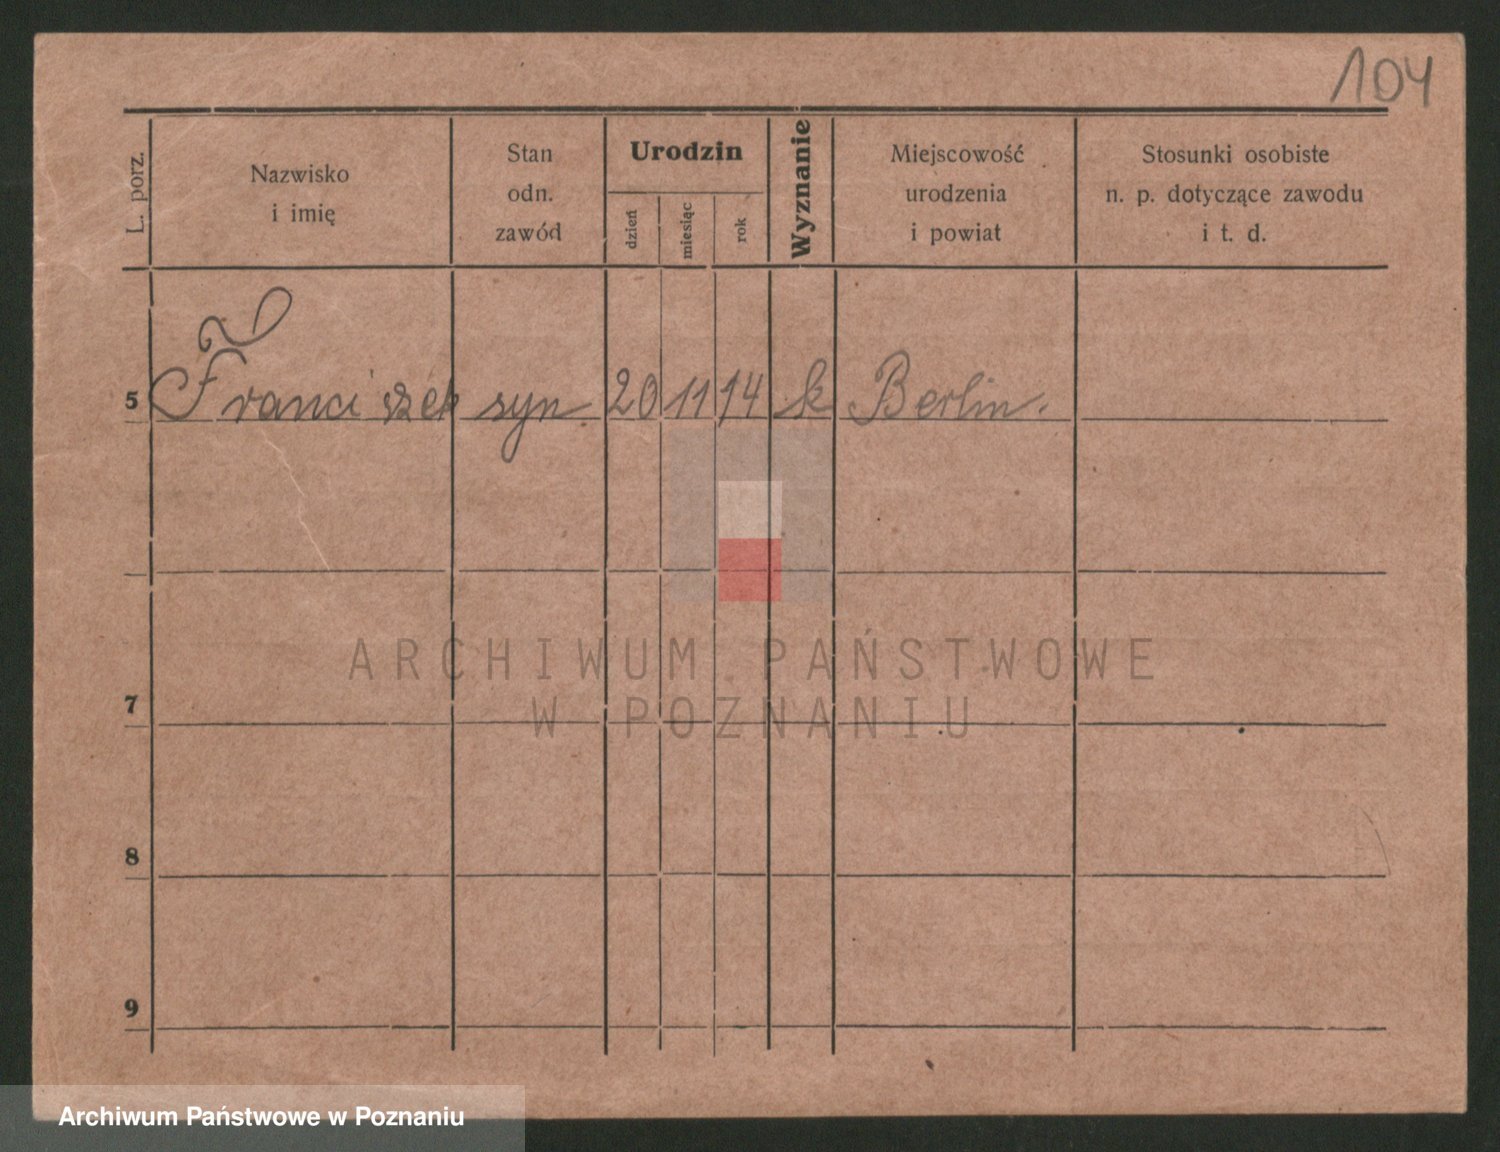 104
L. porz.
Nazwisko
i imię
Stan
odn.
zawód
Urodzin
dzień
miesiąc
rok
Wyznanie
Miejscowość
urodzenia
i powiat
Stosunki osobiste
n. p. dotyczące zawodu
i t. d.
5 Franciszek syn 20 11 14 k Berlin.
7
8
9
ARCHIWUM PAŃSTWOWE
W POZNANIU
Archiwum Państwowe w Poznaniu